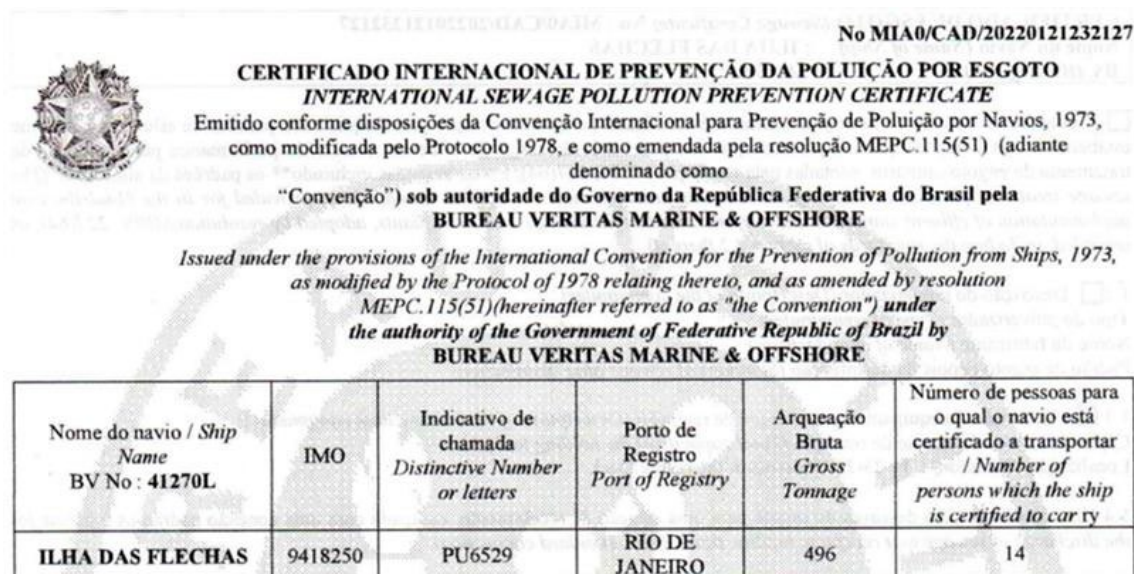 No MIA0/CAD/20220121232127
CERTIFICADO INTERNACIONAL DE PREVENÇÃO DA POLUIÇÃO POR ESGOTO
INTERNATIONAL SEWAGE POLLUTION PREVENTION CERTIFICATE
Emitido conforme disposições da Convenção Internacional para Prevenção de Poluição por Navios, 1973,
como modificada pelo Protocolo 1978, e como emendada pela resolução MEPC.115(51) (adiante
denominado como
“Convenção”) sob autoridade do Governo da República Federativa do Brasil pela
BUREAU VERITAS MARINE & OFFSHORE
Issued under the provisions of the International Convention for the Prevention of Pollution from Ships, 1973,
as modified by the Protocol of 1978 relating thereto, and as amended by resolution
MEPC.115(51)(hereinafter referred to as "the Convention") under
the authority of the Government of Federative Republic of Brazil by
BUREAU VERITAS MARINE & OFFSHORE
Nome do navio / Ship
Name
BV No : 41270L
IMO
Indicativo de
chamada
Distinctive Number
or letters
Porto de
Registro
Port of Registry
Arqueação
Bruta
Gross
Tonnage
Número de pessoas para
o qual o navio está
certificado a transportar
/ Number of
persons which the ship
is certified to car ry
ILHA DAS FLECHAS
9418250
PU6529
RIO DE
JANEIRO
496
14